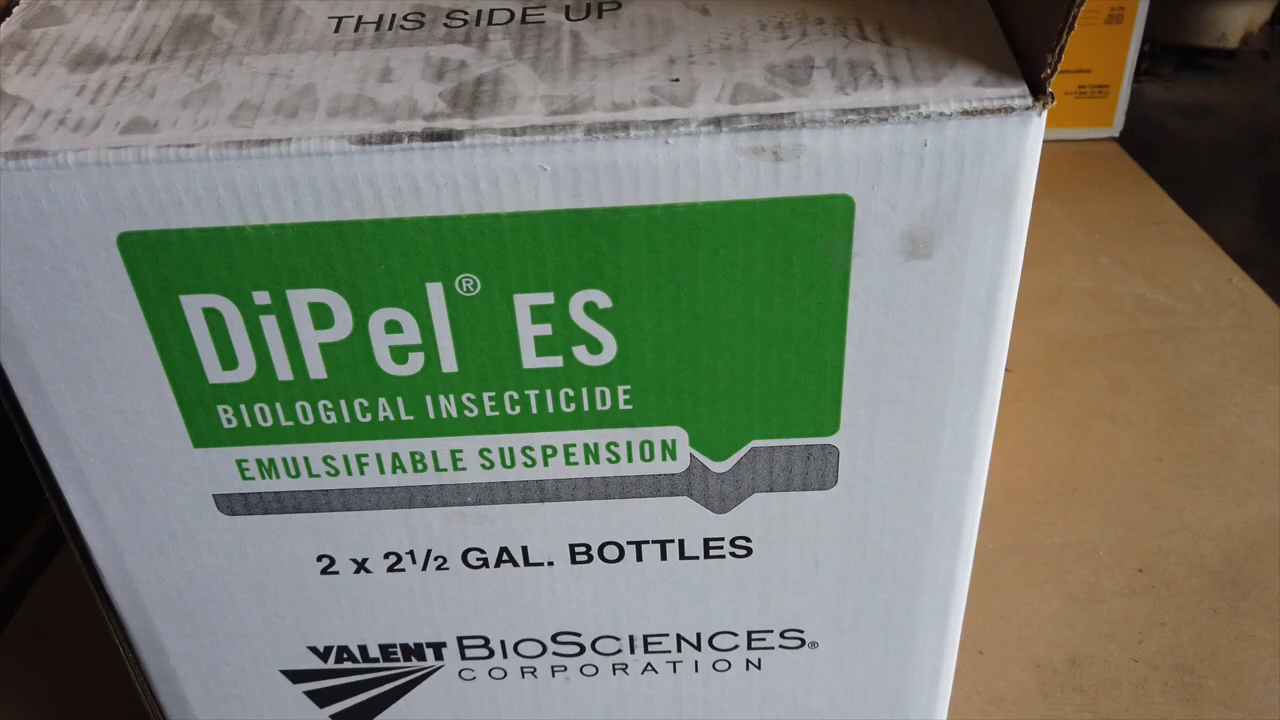 THIS SIDE UP
DiPel® ES
BIOLOGICAL INSECTICIDE
EMULSIFIABLE SUSPENSION
2 x 2½ GAL. BOTTLES
VALENT BIOSCIENCES®
CORPORATION